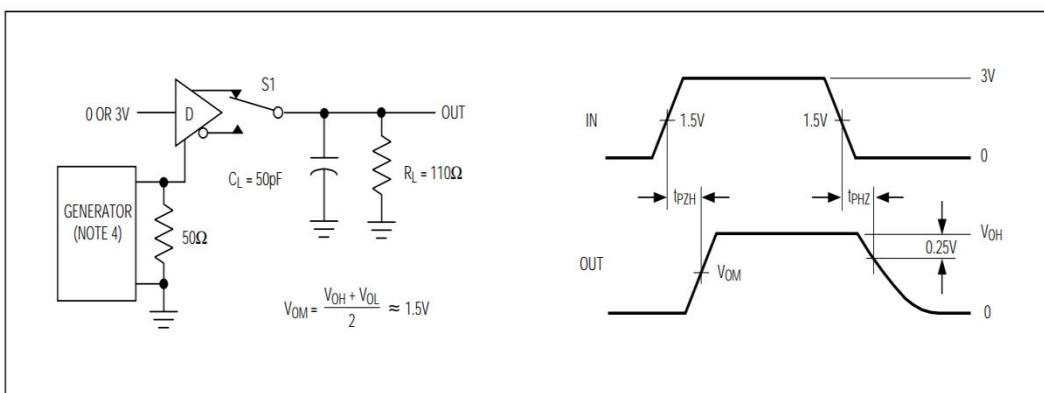 S1
0 OR 3V
D
OUT
C_L = 50pF
R_L = 110Ω
GENERATOR
(NOTE 4)
50Ω
V_OM = (V_OH + V_OL) / 2 ≈ 1.5V
3V
IN
1.5V
1.5V
0
t_PZH
t_PHZ
V_OH
0.25V
OUT
V_OM
0